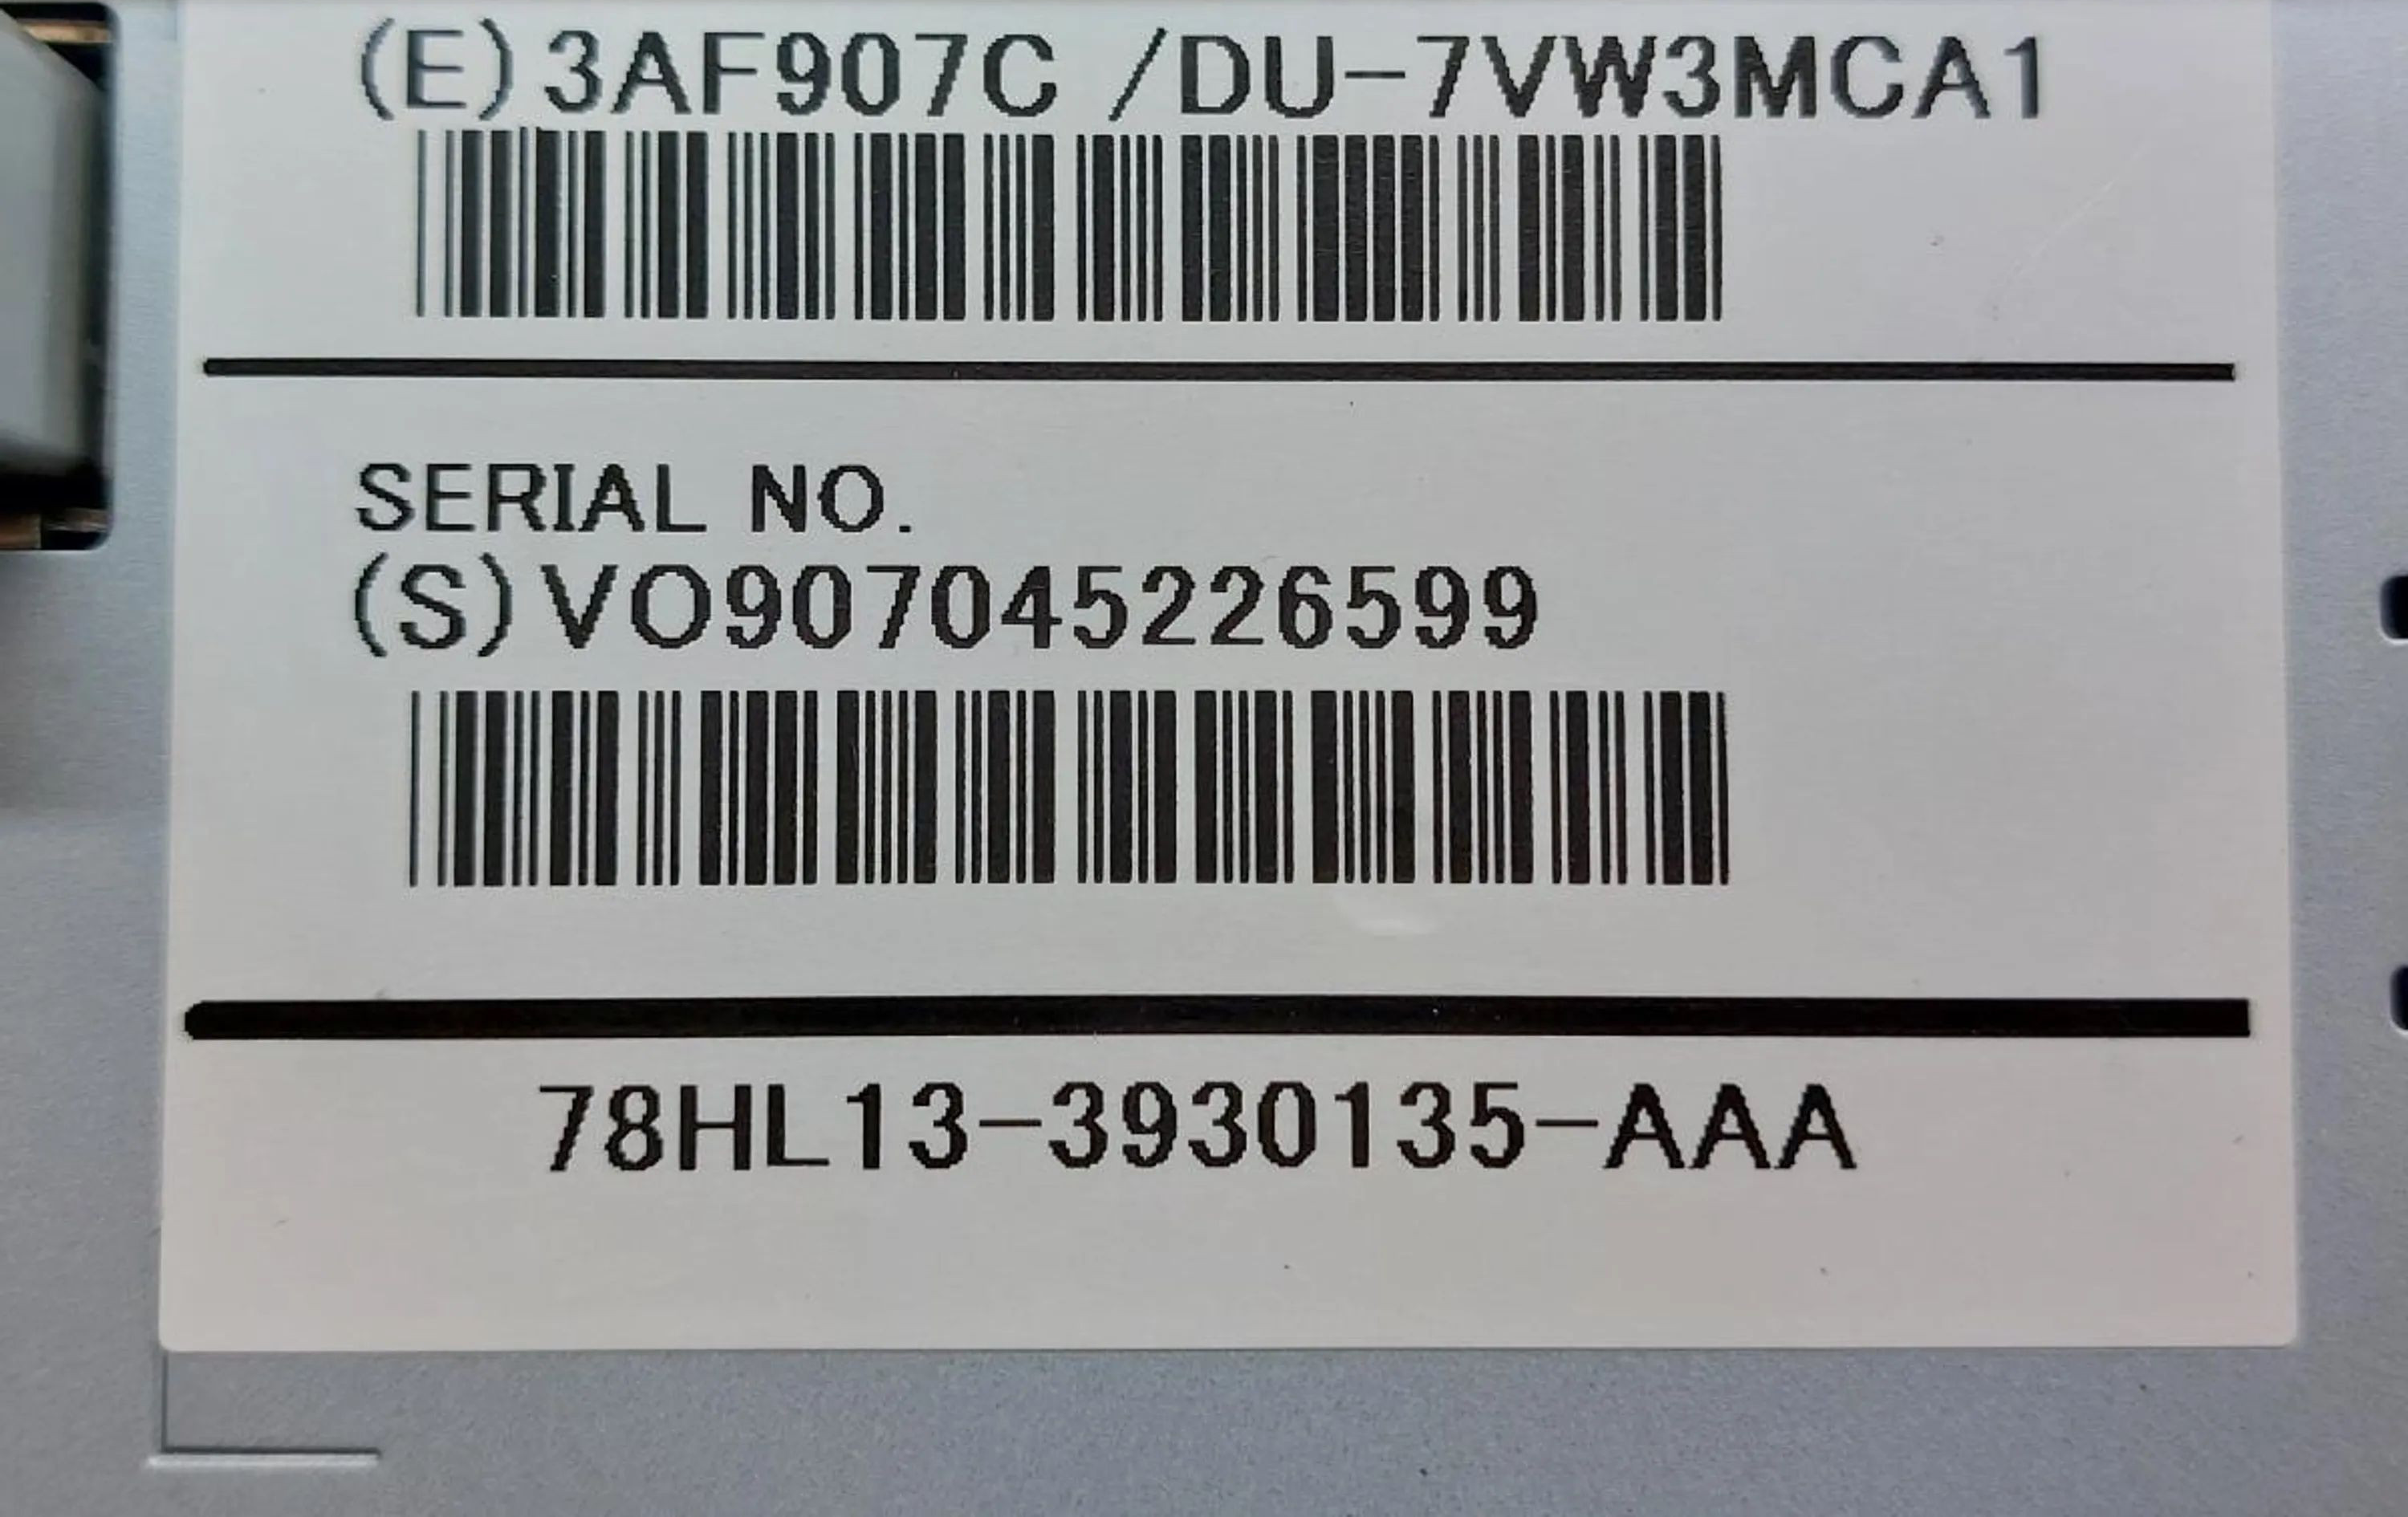 (E)3AF907C /DU-7VW3MCA1
SERIAL NO.
(S)VO907045226599
78HL13-3930135-AAA